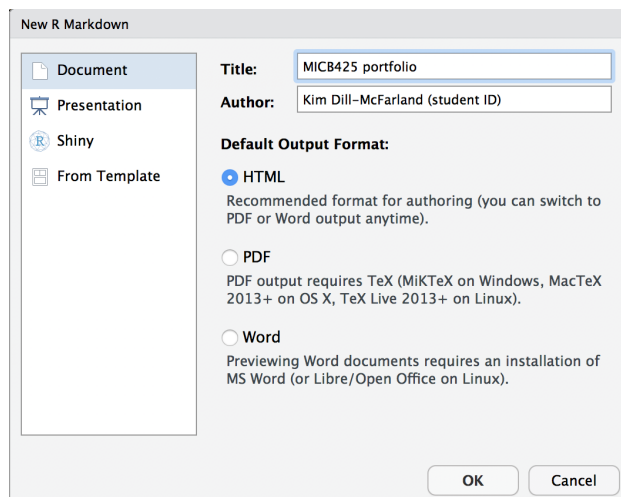 New R Markdown
Document
Presentation
R Shiny
From Template
Title: MICB425 portfolio
Author: Kim Dill-McFarland (student ID)
Default Output Format:
HTML
Recommended format for authoring (you can switch to
PDF or Word output anytime).
PDF
PDF output requires TeX (MiKTeX on Windows, MacTeX
2013+ on OS X, TeX Live 2013+ on Linux).
Word
Previewing Word documents requires an installation of
MS Word (or Libre/Open Office on Linux).
OK Cancel